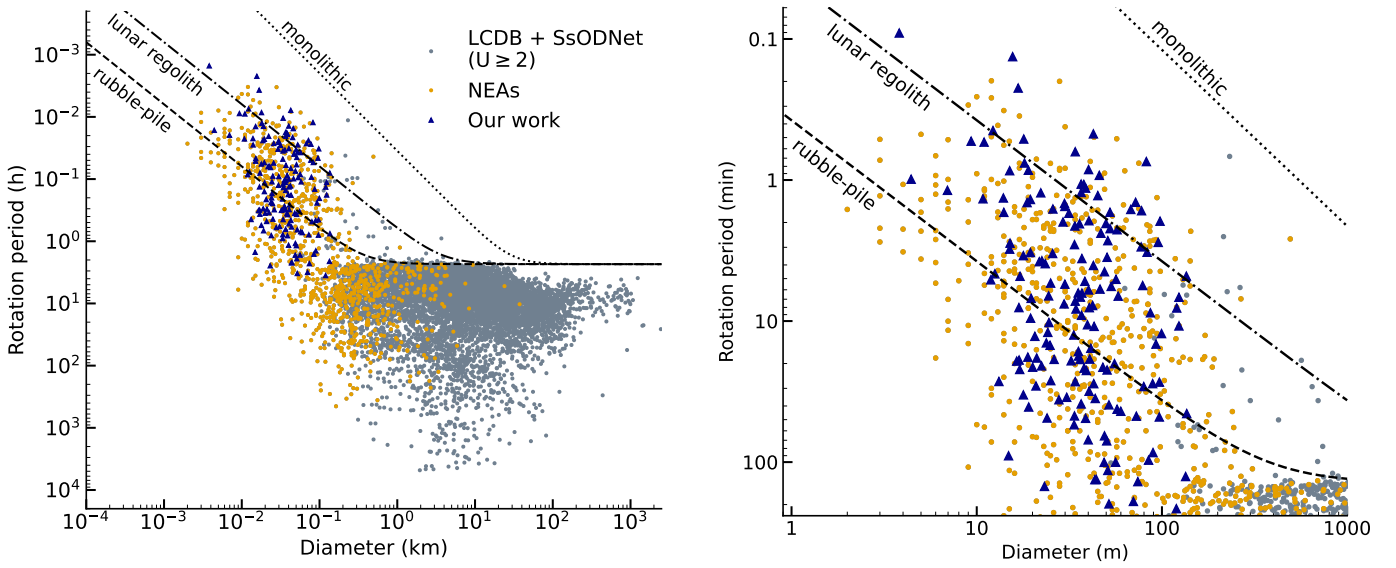 lunar regolith
rubble-pile
monolithic
LCDB + SsODNet
(U ≥ 2)
NEAs
Our work
Rotation period (h)
10⁻³
10⁻²
10⁻¹
10⁰
10¹
10²
10³
10⁴
10⁻⁴
10⁻³
10⁻²
10⁻¹
10⁰
10¹
10²
10³
Diameter (km)
lunar regolith
rubble-pile
monolithic
Rotation period (min)
0.1
1
10
100
1
10
100
1000
Diameter (m)